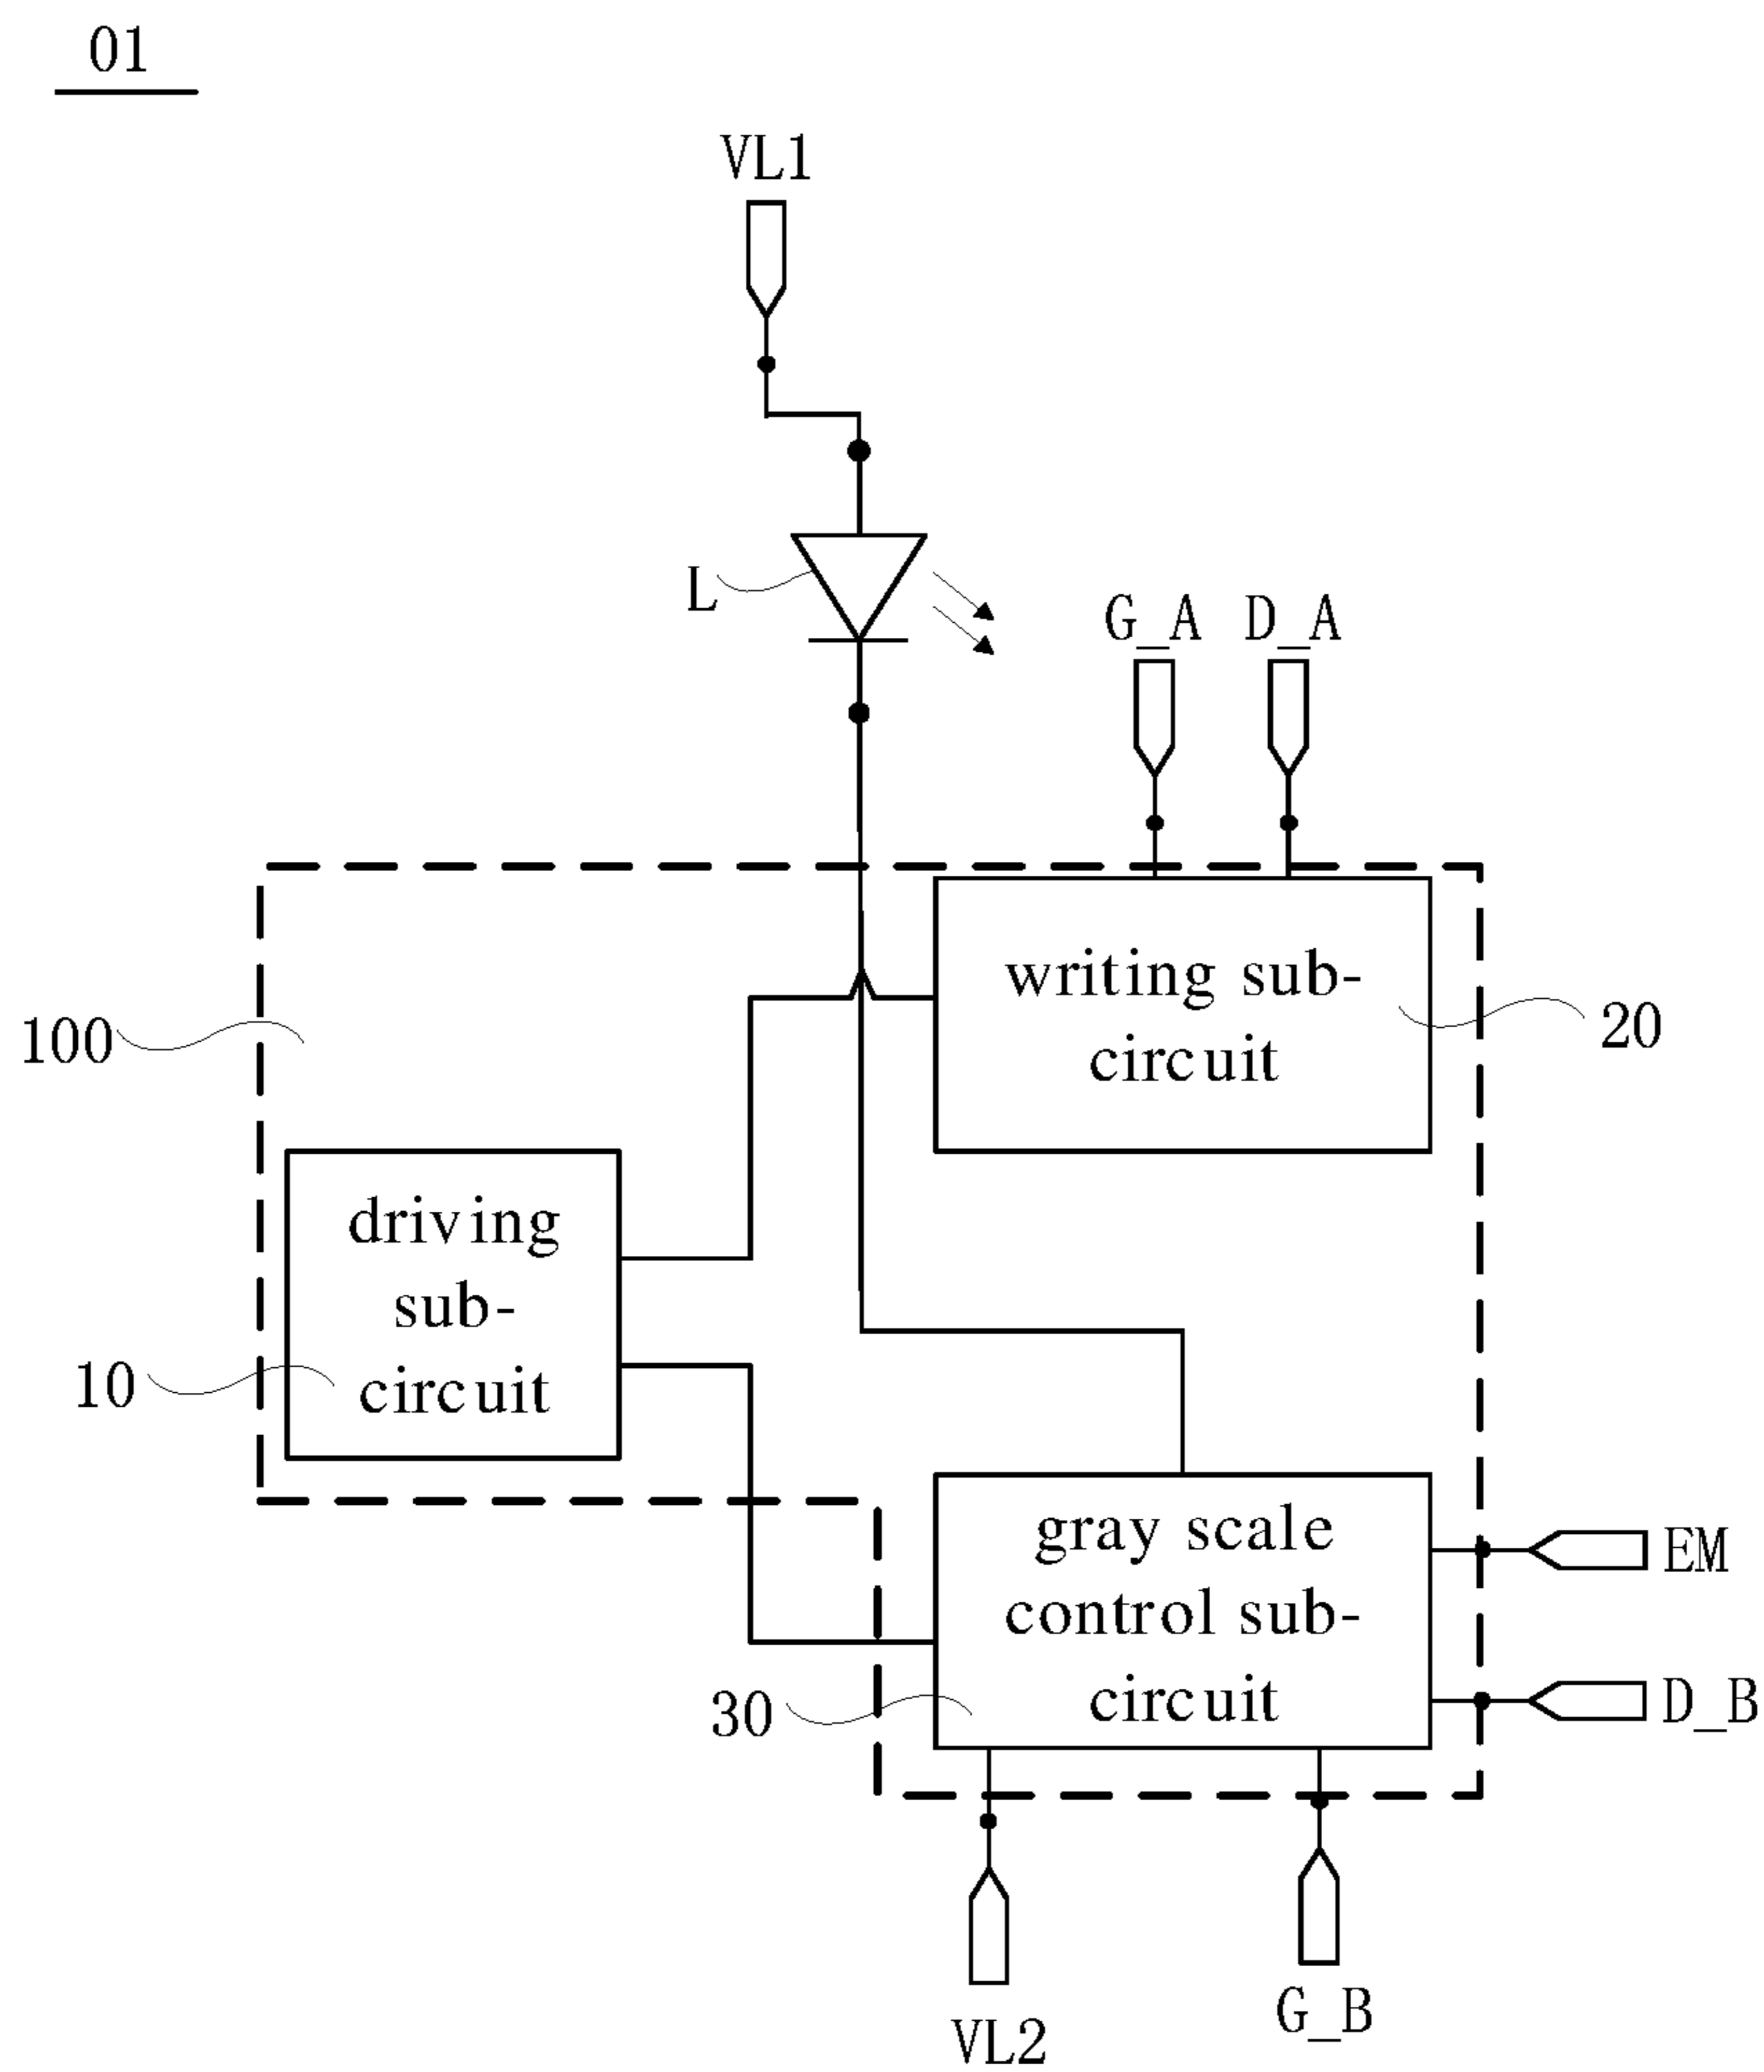 01
VL1
L
G_A
D_A
writing sub-
circuit
20
100
driving
sub-
circuit
10
gray scale
control sub-
circuit
30
EM
D_B
VL2
G_B